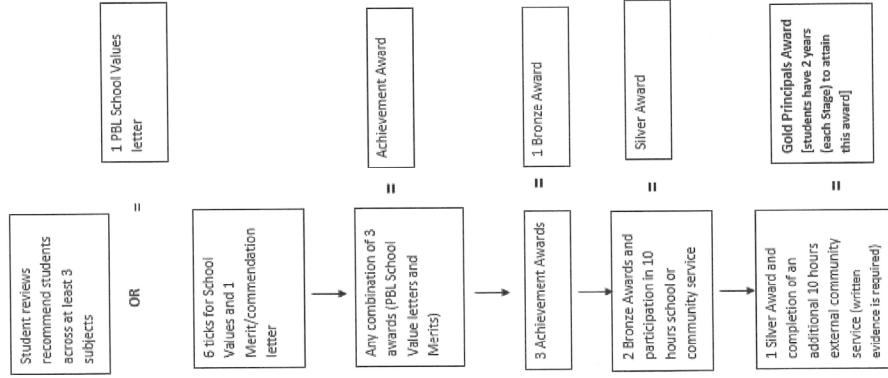 Student reviews
recommend students
across at least 3
subjects
OR
=
1 PBL School Values
letter
6 ticks for School
Values and 1
Merit/commendation
letter
Any combination of 3
awards (PBL School
Value letters and
Merits)
=
Achievement Award
3 Achievement Awards
=
1 Bronze Award
2 Bronze Awards and
participation in 10
hours school or
community service
=
Silver Award
1 Silver Award and
completion of an
additional 10 hours
external community
service (written
evidence is required)
=
Gold Principals Award
[students have 2 years
(each Stage) to attain
this award]